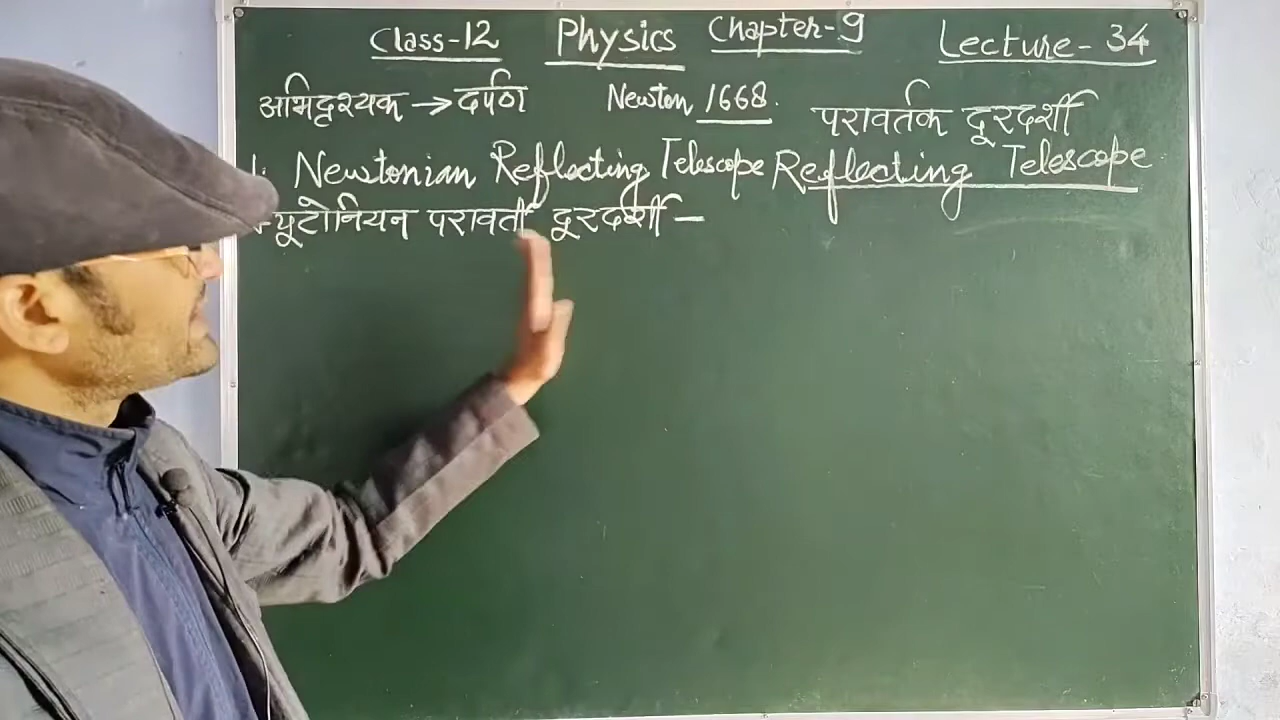 Class-12 Physics Chapter-9 Lecture-34
अभिदृश्यक → दर्पण Newton 1668.
परावर्तक दूरदर्शी
Reflecting Telescope
1. Newtonian Reflecting Telescope
न्यूटोनियन परावर्ती दूरदर्शी –